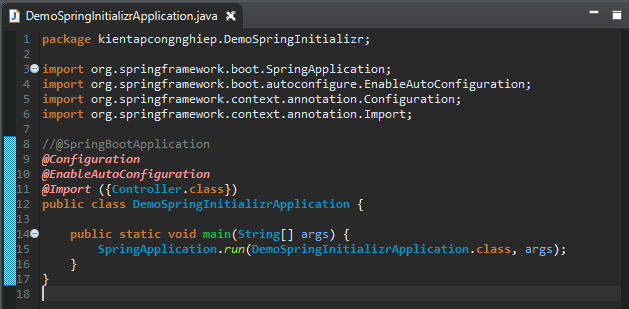 DemoSpringInitializrApplication.java
1 package kientapcongnghiep.DemoSpringInitializr;
2
3 import org.springframework.boot.SpringApplication;
4 import org.springframework.boot.autoconfigure.EnableAutoConfiguration;
5 import org.springframework.context.annotation.Configuration;
6 import org.springframework.context.annotation.Import;
7
8 //@SpringBootApplication
9 @Configuration
10 @EnableAutoConfiguration
11 @Import ({Controller.class})
12 public class DemoSpringInitializrApplication {
13
14     public static void main(String[] args) {
15         SpringApplication.run(DemoSpringInitializrApplication.class, args);
16     }
17 }
18